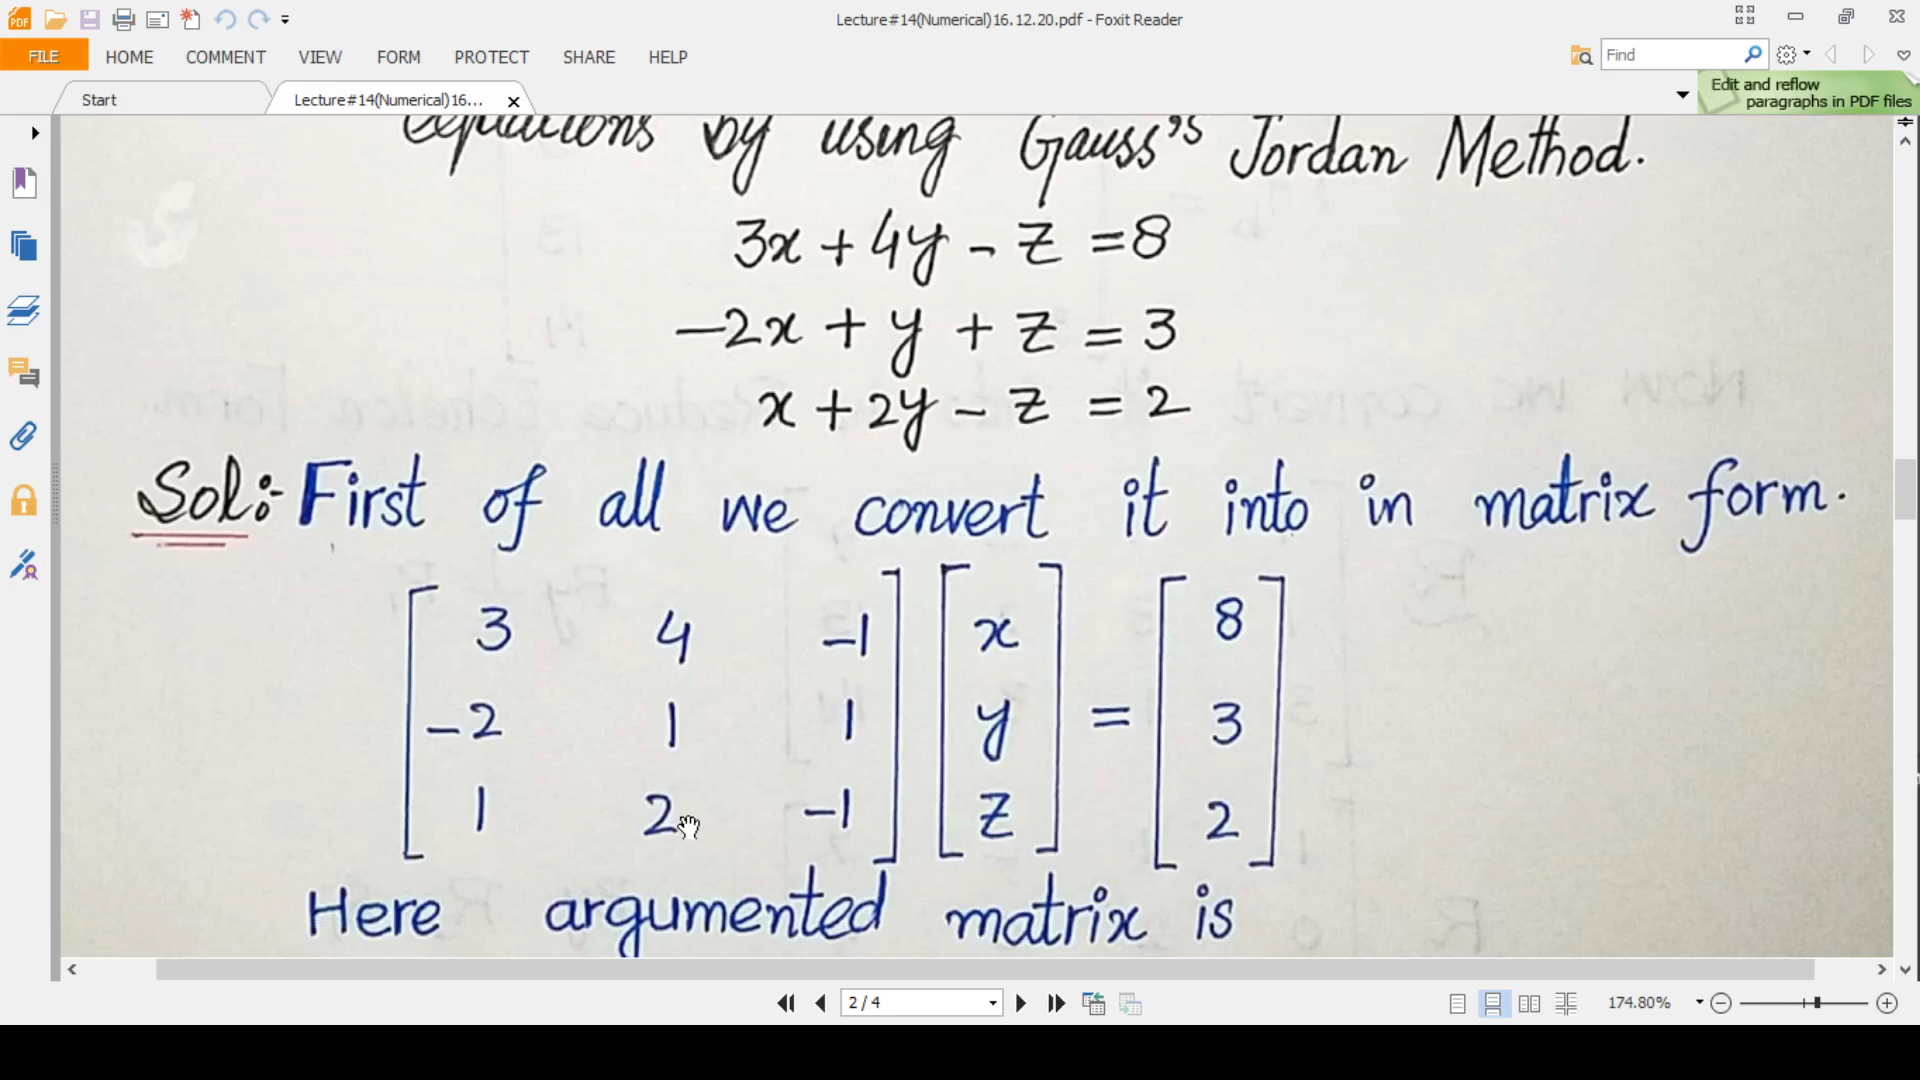 Lecture#14(Numerical)16.12.20.pdf - Foxit Reader
FILE HOME COMMENT VIEW FORM PROTECT SHARE HELP
Find
Start
Lecture#14(Numerical)16...
Edit and reflow
paragraphs in PDF files
equations by using Gauss's Jordan Method.
3x + 4y - z = 8
-2x + y + z = 3
x + 2y - z = 2
Sol:- First of all we convert it into in matrix form.
3 4 -1 x 8
-2 1 1 y = 3
1 2 -1 z 2
Here argumented matrix is
2 / 4
174.80%